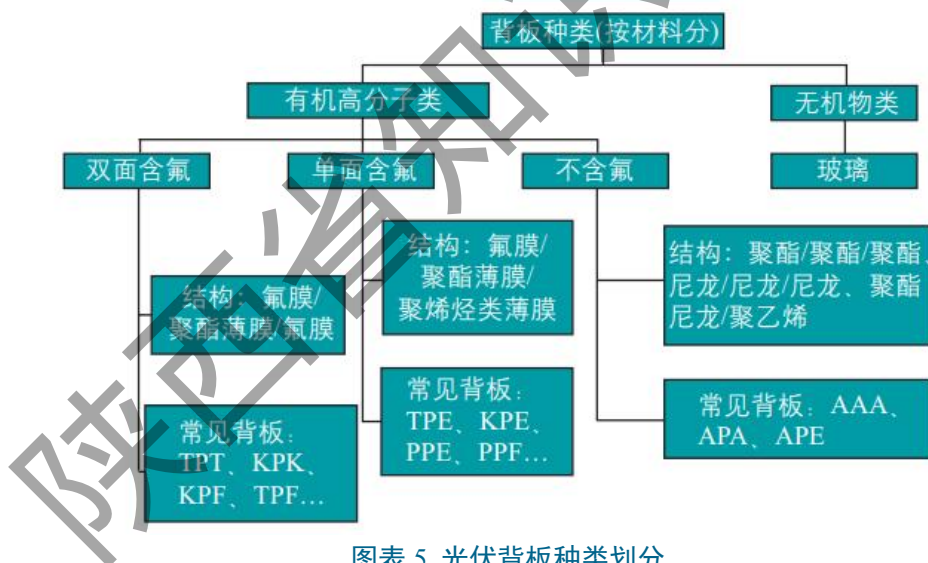 背板种类(按材料分)
有机高分子类
无机物类
双面含氟
单面含氟
不含氟
玻璃
结构：氟膜/
聚酯薄膜/氟膜
结构：氟膜/
聚酯薄膜/
聚烯烃类薄膜
结构：聚酯/聚酯/聚酯、
尼龙/尼龙/尼龙、聚酯
尼龙/聚乙烯
常见背板：
TPT、KPK、
KPF、TPF...
常见背板：
TPE、KPE、
PPE、PPF...
常见背板：AAA、
APA、APE
图表 5 光伏背板种类划分
陕西省知识